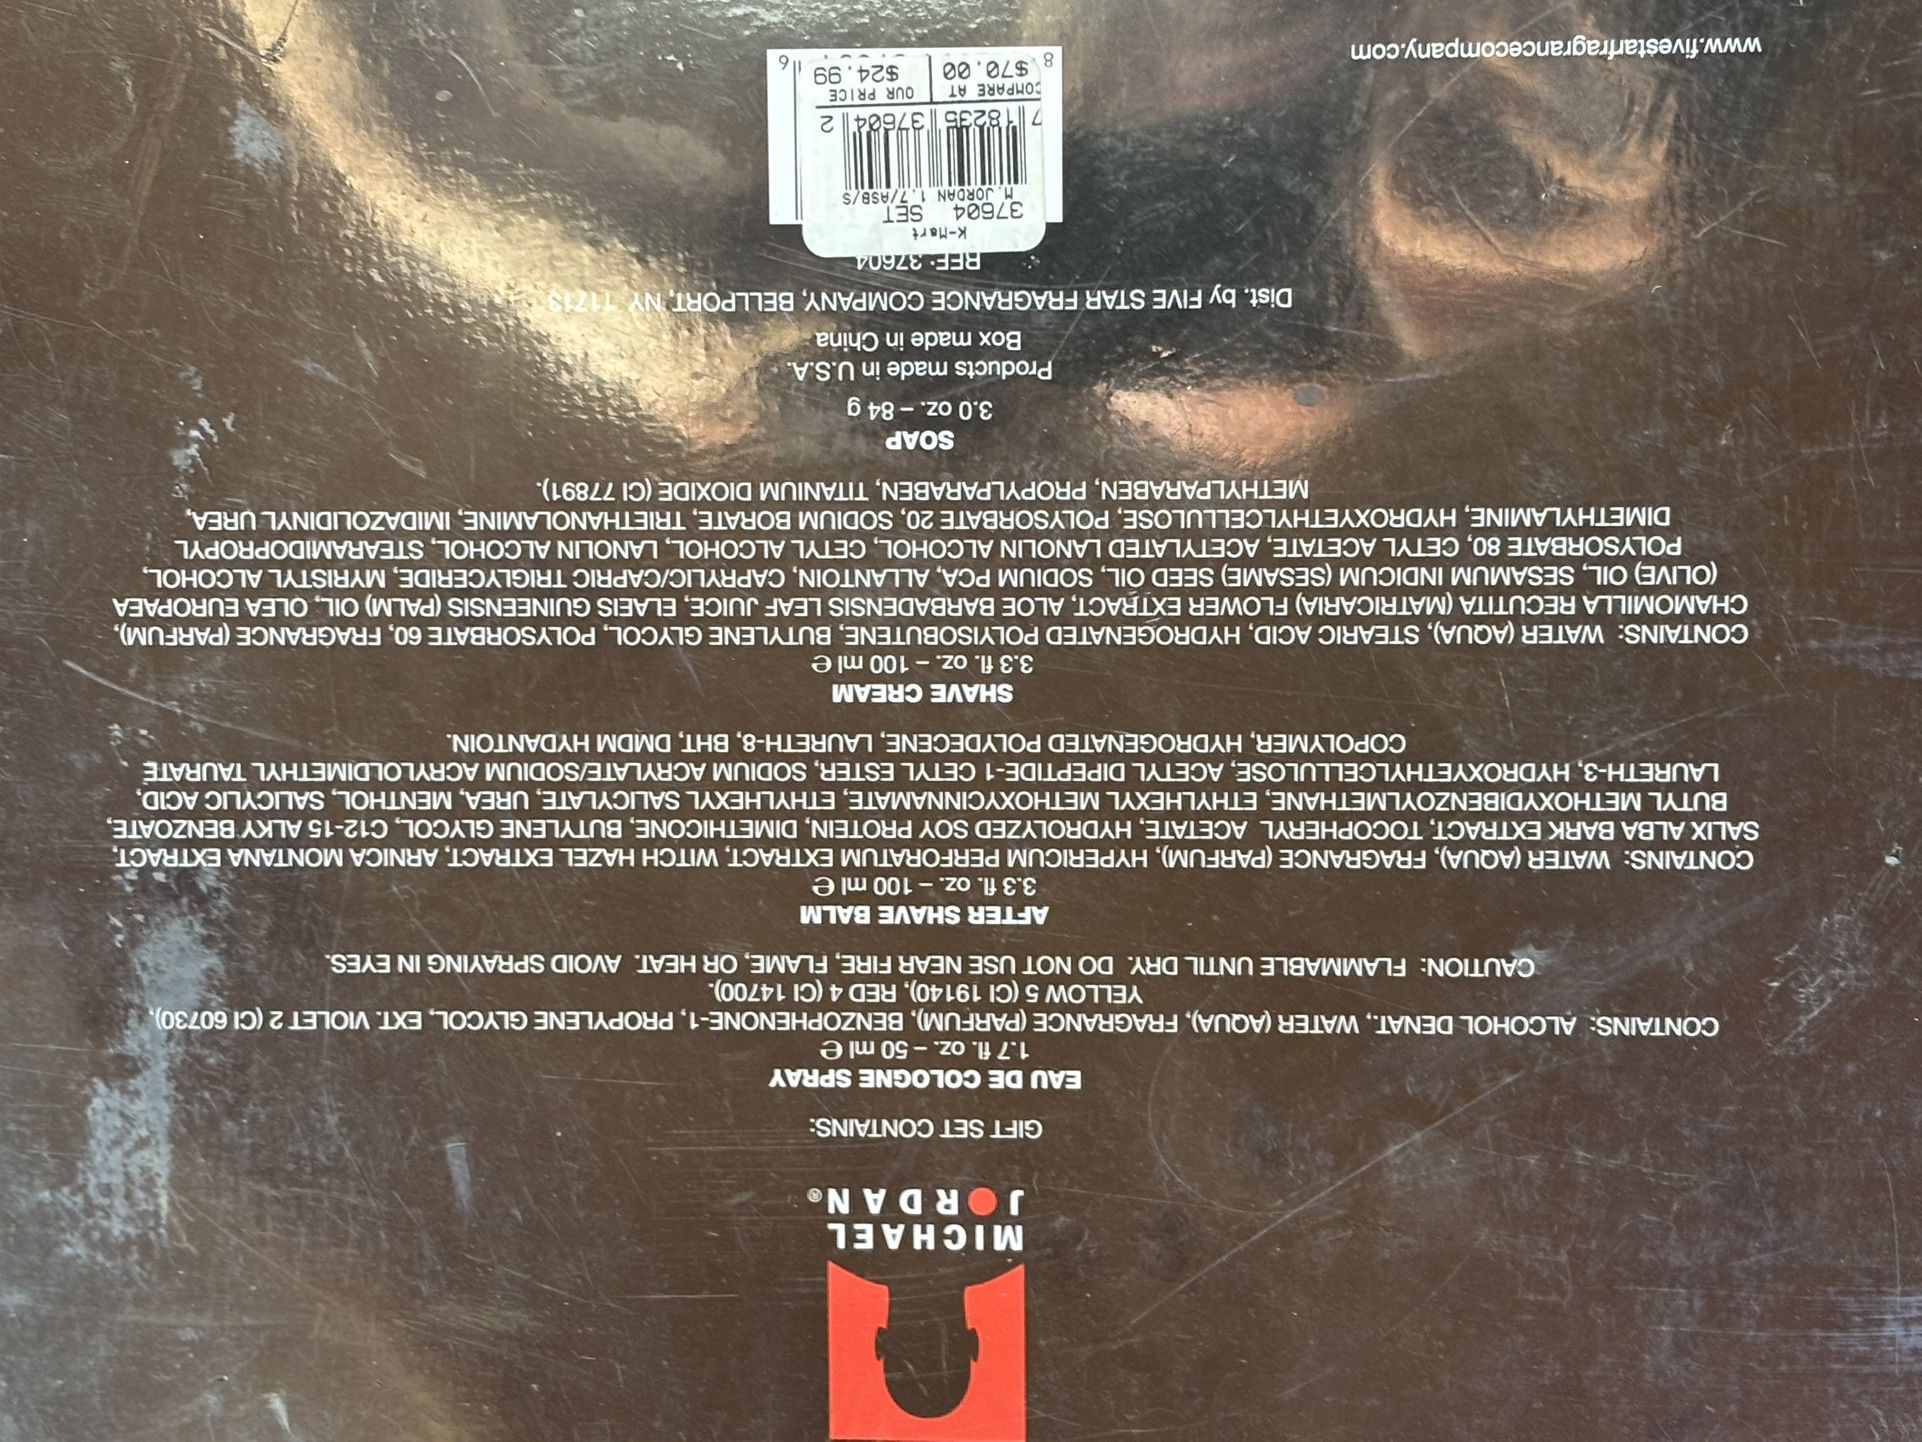 MICHAEL
JORDAN®
GIFT SET CONTAINS:
EAU DE COLOGNE SPRAY
1.7 fl. oz. – 50 ml ℮
CONTAINS: ALCOHOL DENAT., WATER (AQUA), FRAGRANCE (PARFUM), BENZOPHENONE-1, PROPYLENE GLYCOL, EXT. VIOLET 2 (CI 60730),
YELLOW 5 (CI 19140), RED 4 (CI 14700).
CAUTION: FLAMMABLE UNTIL DRY. DO NOT USE NEAR FIRE, FLAME, OR HEAT. AVOID SPRAYING IN EYES.
AFTER SHAVE BALM
3.3 fl. oz. – 100 ml ℮
CONTAINS: WATER (AQUA), FRAGRANCE (PARFUM), HYPERICUM PERFORATUM EXTRACT, WITCH HAZEL EXTRACT, ARNICA MONTANA EXTRACT,
SALIX ALBA BARK EXTRACT, TOCOPHERYL ACETATE, HYDROLYZED SOY PROTEIN, DIMETHICONE, BUTYLENE GLYCOL, C12-15 ALKY BENZOATE,
BUTYL METHOXYDIBENZOYLMETHANE, ETHYLHEXYL METHOXYCINNAMATE, ETHYLHEXYL SALICYLATE, UREA, MENTHOL, SALICYLIC ACID,
LAURETH-3, HYDROXYETHYLCELLULOSE, ACETYL DIPEPTIDE-1 CETYL ESTER, SODIUM ACRYLATE/SODIUM ACRYLOLDIMETHYL TAURATE
COPOLYMER, HYDROGENATED POLYDECENE, LAURETH-8, BHT, DMDM HYDANTOIN.
SHAVE CREAM
3.3 fl. oz. – 100 ml ℮
CONTAINS: WATER (AQUA), STEARIC ACID, HYDROGENATED POLYISOBUTENE, BUTYLENE GLYCOL, POLYSORBATE 60, FRAGRANCE (PARFUM),
CHAMOMILLA RECUTITA (MATRICARIA) FLOWER EXTRACT, ALOE BARBADENSIS LEAF JUICE, ELAEIS GUINEENSIS (PALM) OIL, OLEA EUROPAEA
(OLIVE) OIL, SESAMUM INDICUM (SESAME) SEED OIL, SODIUM PCA, ALLANTOIN, CAPRYLIC/CAPRIC TRIGLYCERIDE, MYRISTYL ALCOHOL,
POLYSORBATE 80, CETYL ACETATE, ACETYLATED LANOLIN ALCOHOL, CETYL ALCOHOL, LANOLIN ALCOHOL, STEARAMIDOPROPYL
DIMETHYLAMINE, HYDROXYETHYLCELLULOSE, POLYSORBATE 20, SODIUM BORATE, TRIETHANOLAMINE, IMIDAZOLIDINYL UREA,
METHYLPARABEN, PROPYLPARABEN, TITANIUM DIOXIDE (CI 77891).
SOAP
3.0 oz. – 84 g
Products made in U.S.A.
Box made in China
Dist. by FIVE STAR FRAGRANCE COMPANY, BELLPORT, NY 11713
REF: 37604
K-Mart
37604 SET
M.JORDAN 1.7/ASB/S
7 18235 37604 2
COMPARE AT OUR PRICE
$70.00 $24.99
8 6
www.fivestarfragrancecompany.com